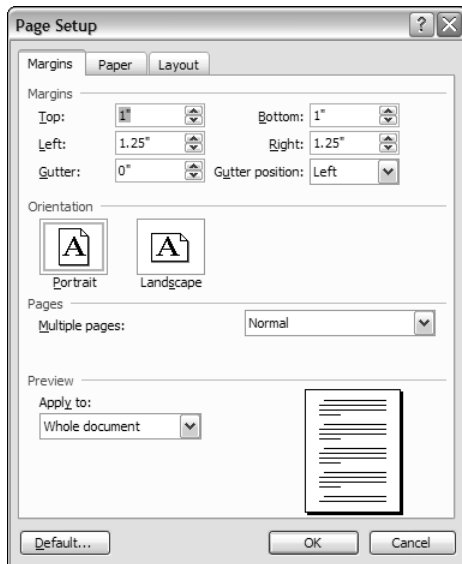 Page Setup
Margins Paper Layout
Margins
Top: 1" Bottom: 1"
Left: 1.25" Right: 1.25"
Gutter: 0" Gutter position: Left
Orientation
A A
Portrait Landscape
Pages
Multiple pages: Normal
Preview
Apply to:
Whole document
Default... OK Cancel